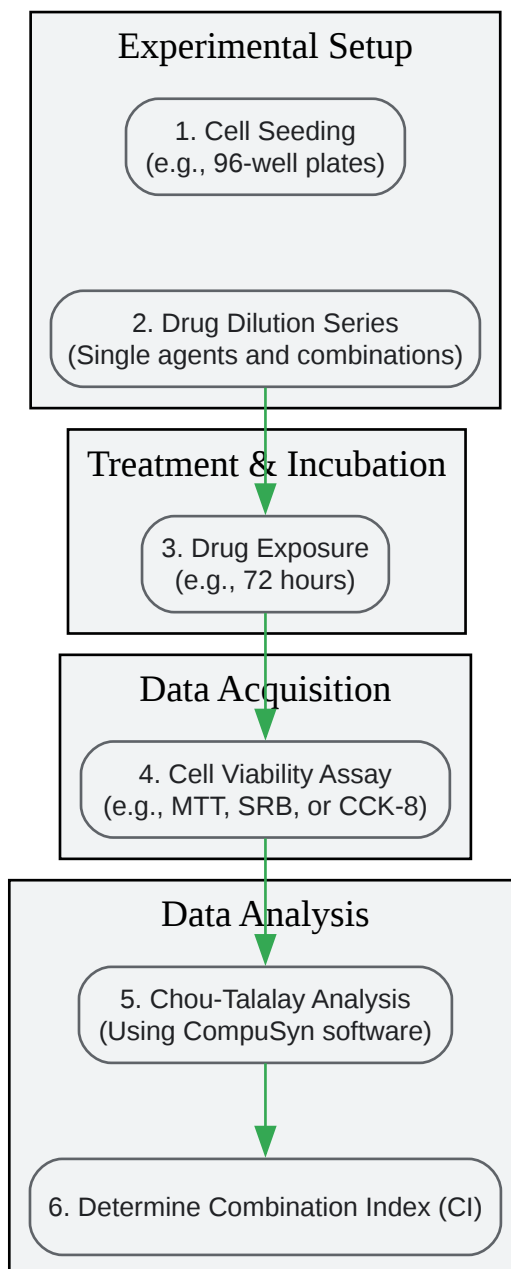 Experimental Setup
1. Cell Seeding
(e.g., 96-well plates)
2. Drug Dilution Series
(Single agents and combinations)
Treatment & Incubation
3. Drug Exposure
(e.g., 72 hours)
Data Acquisition
4. Cell Viability Assay
(e.g., MTT, SRB, or CCK-8)
Data Analysis
5. Chou-Talalay Analysis
(Using CompuSyn software)
6. Determine Combination Index (CI)